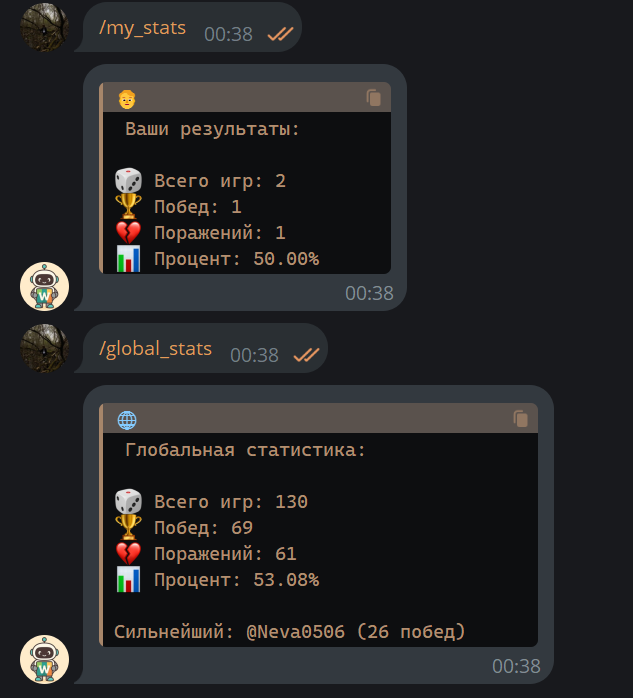 /my_stats 00:38
Ваши результаты:
Всего игр: 2
Побед: 1
Поражений: 1
Процент: 50.00%
00:38
W
/global_stats 00:38
Глобальная статистика:
Всего игр: 130
Побед: 69
Поражений: 61
Процент: 53.08%
Сильнейший: @Neva0506 (26 побед)
00:38
W